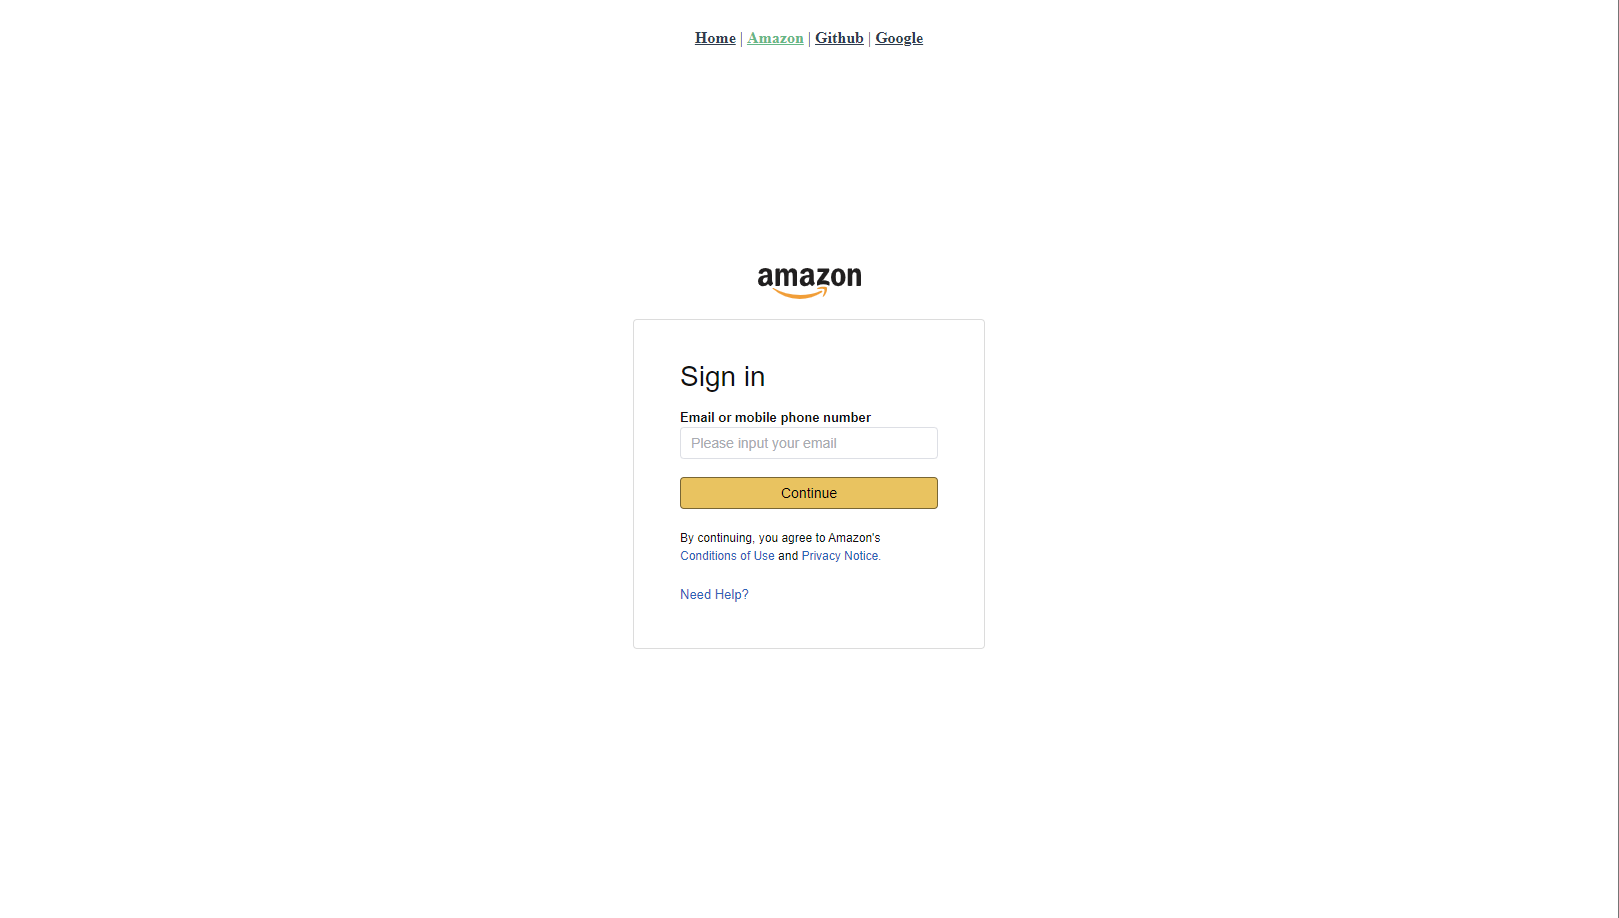 Home | Amazon | Github | Google
amazon
Sign in
Email or mobile phone number
Please input your email
Continue
By continuing, you agree to Amazon's
Conditions of Use and Privacy Notice.
Need Help?